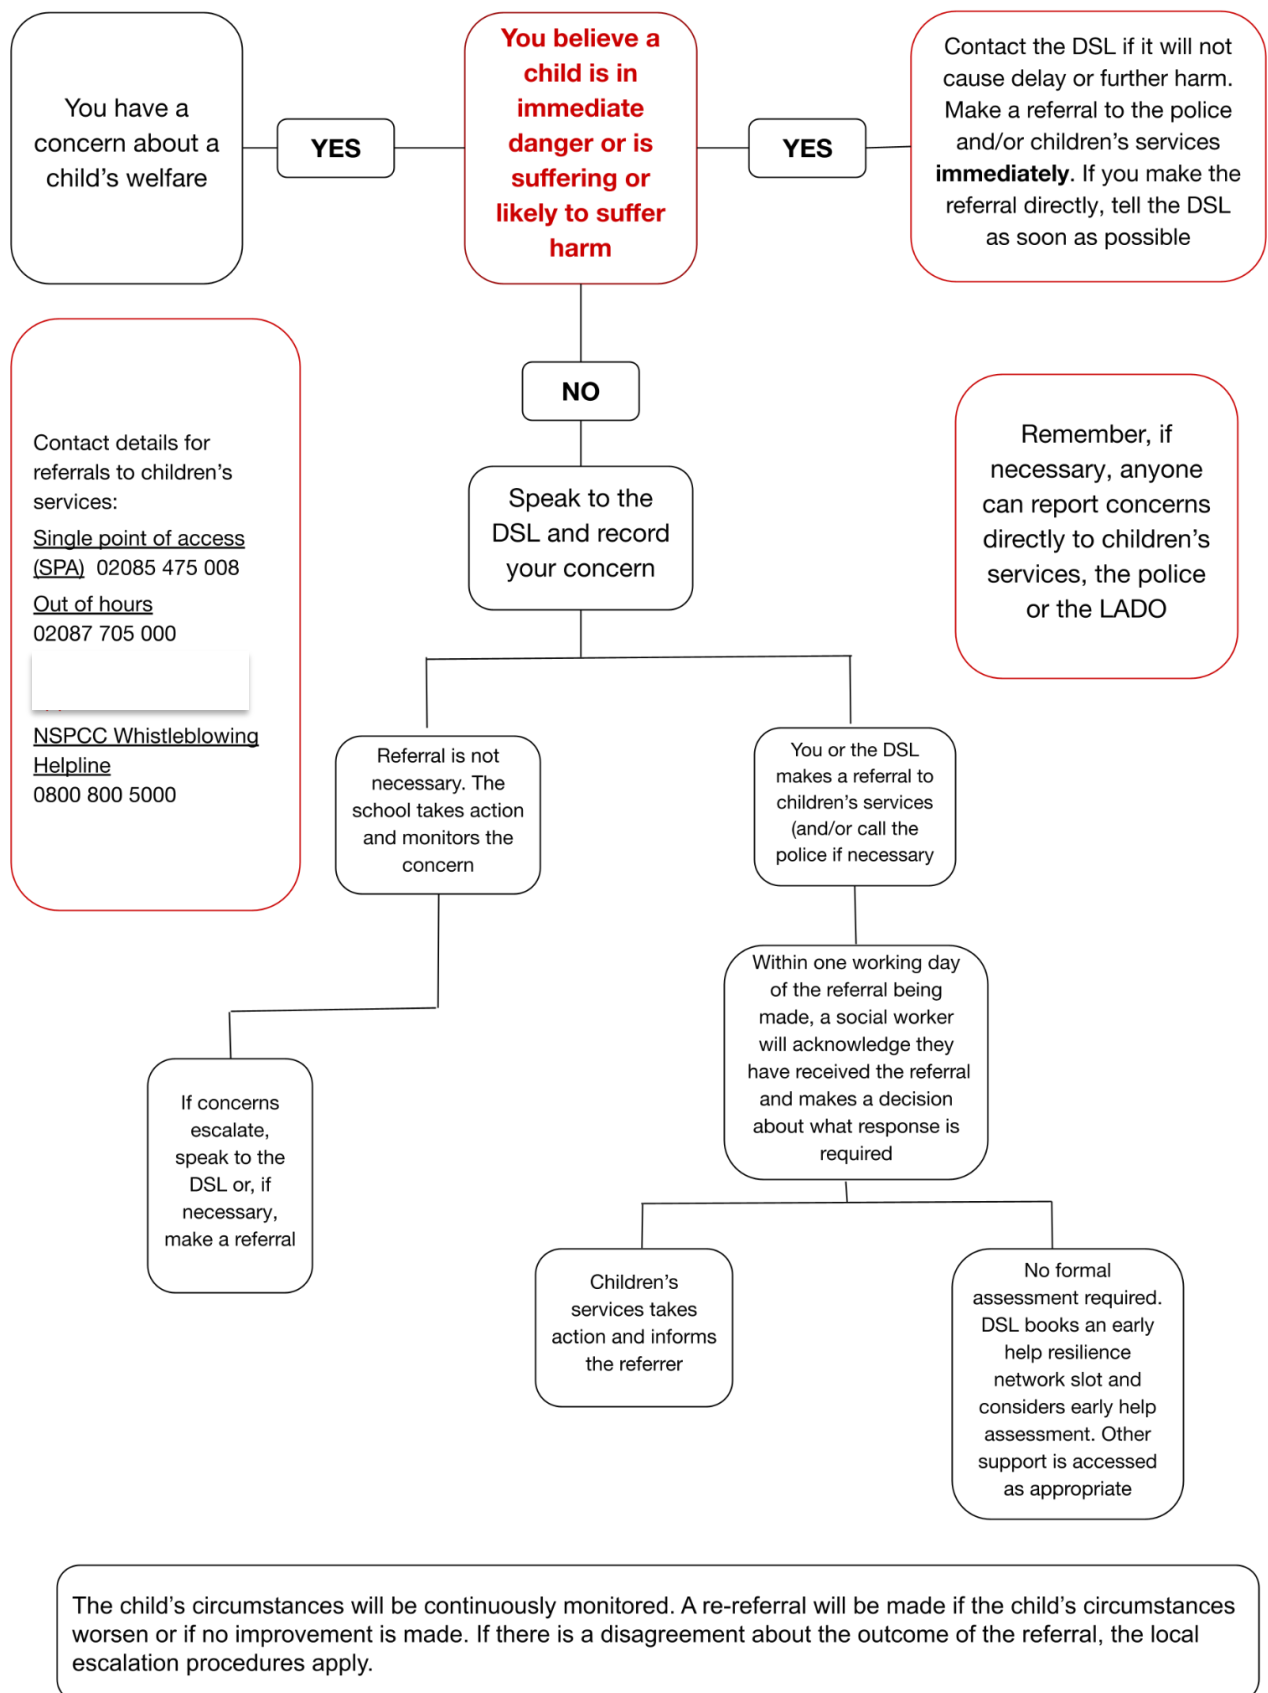 You have a
concern about a
child's welfare
YES
You believe a
child is in
immediate
danger or is
suffering or
likely to suffer
harm
YES
Contact the DSL if it will not
cause delay or further harm.
Make a referral to the police
and/or children's services
immediately. If you make the
referral directly, tell the DSL
as soon as possible
Contact details for
referrals to children's
services:
Single point of access
(SPA) 02085 475 008
Out of hours
02087 705 000
NSPCC Whistleblowing
Helpline
0800 800 5000
NO
Speak to the
DSL and record
your concern
Remember, if
necessary, anyone
can report concerns
directly to children's
services, the police
or the LADO
Referral is not
necessary. The
school takes action
and monitors the
concern
You or the DSL
makes a referral to
children's services
(and/or call the
police if necessary
If concerns
escalate,
speak to the
DSL or, if
necessary,
make a referral
Within one working day
of the referral being
made, a social worker
will acknowledge they
have received the referral
and makes a decision
about what response is
required
Children's
services takes
action and informs
the referrer
No formal
assessment required.
DSL books an early
help resilience
network slot and
considers early help
assessment. Other
support is accessed
as appropriate
The child's circumstances will be continuously monitored. A re-referral will be made if the child's circumstances
worsen or if no improvement is made. If there is a disagreement about the outcome of the referral, the local
escalation procedures apply.